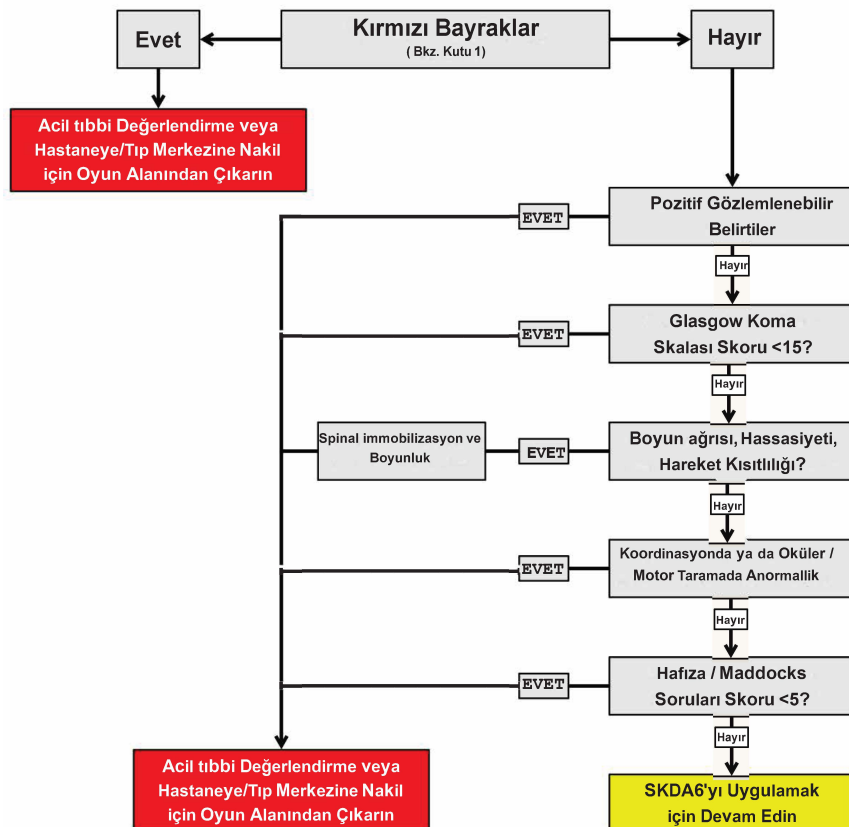 Evet
Kırmızı Bayraklar
( Bkz. Kutu 1)
Hayır
Acil tıbbi Değerlendirme veya
Hastaneye/Tıp Merkezine Nakil
için Oyun Alanından Çıkarın
EVET
Pozitif Gözlemlenebilir
Belirtiler
Hayır
EVET
Glasgow Koma
Skalası Skoru <15?
Hayır
Spinal immobilizasyon ve
Boyunluk
EVET
Boyun ağrısı, Hassasiyeti,
Hareket Kısıtlılığı?
Hayır
EVET
Koordinasyonda ya da Oküler /
Motor Taramada Anormallik
Hayır
EVET
Hafıza / Maddocks
Soruları Skoru <5?
Hayır
Acil tıbbi Değerlendirme veya
Hastaneye/Tıp Merkezine Nakil
için Oyun Alanından Çıkarın
SKDA6'yı Uygulamak
için Devam Edin